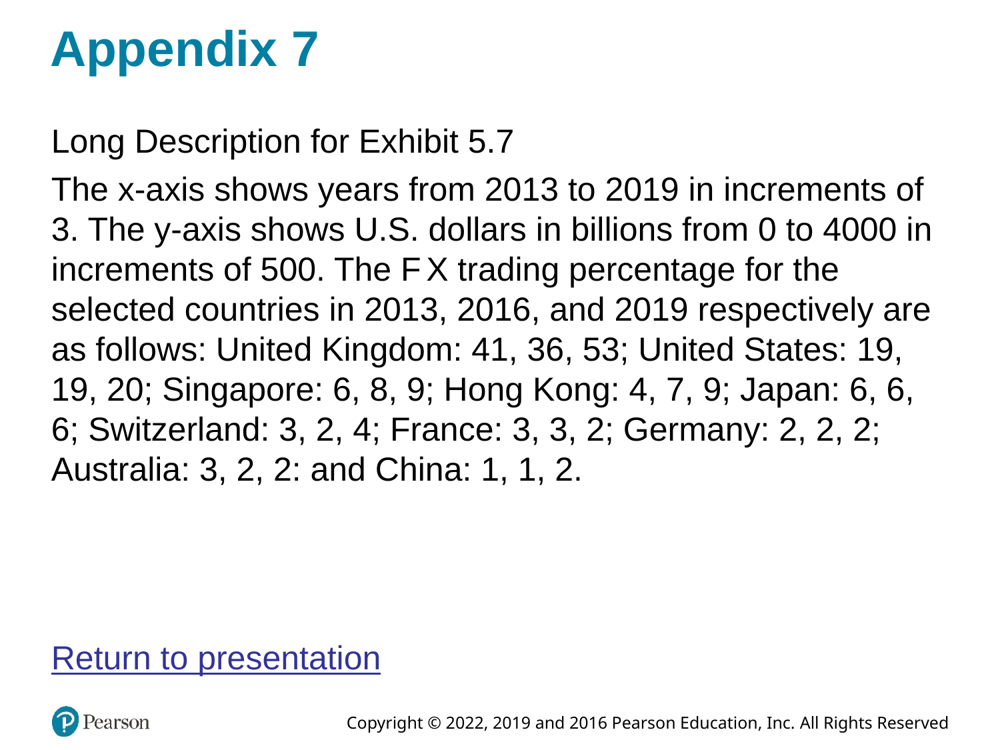 Appendix 7
Long Description for Exhibit 5.7
The x-axis shows years from 2013 to 2019 in increments of
3. The y-axis shows U.S. dollars in billions from 0 to 4000 in
increments of 500. The F X trading percentage for the
selected countries in 2013, 2016, and 2019 respectively are
as follows: United Kingdom: 41, 36, 53; United States: 19,
19, 20; Singapore: 6, 8, 9; Hong Kong: 4, 7, 9; Japan: 6, 6,
6; Switzerland: 3, 2, 4; France: 3, 3, 2; Germany: 2, 2, 2;
Australia: 3, 2, 2: and China: 1, 1, 2.
Return to presentation
Pearson
Copyright © 2022, 2019 and 2016 Pearson Education, Inc. All Rights Reserved